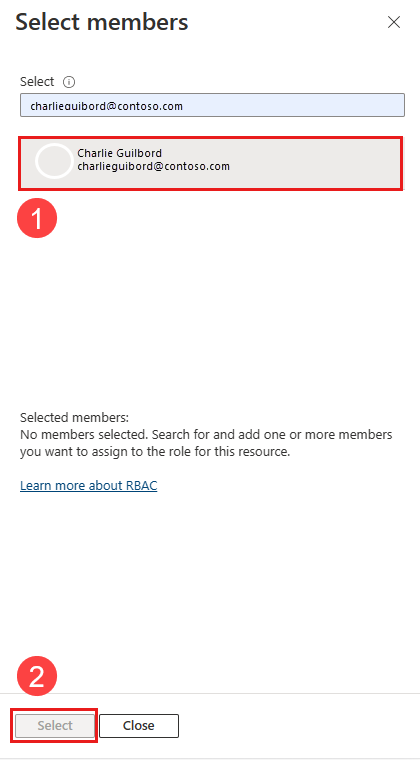 Select members
Select
charlieguibord@contoso.com
Charlie Guilbord
charlieguibord@contoso.com
1
Selected members:
No members selected. Search for and add one or more members
you want to assign to the role for this resource.
Learn more about RBAC
2
Select
Close